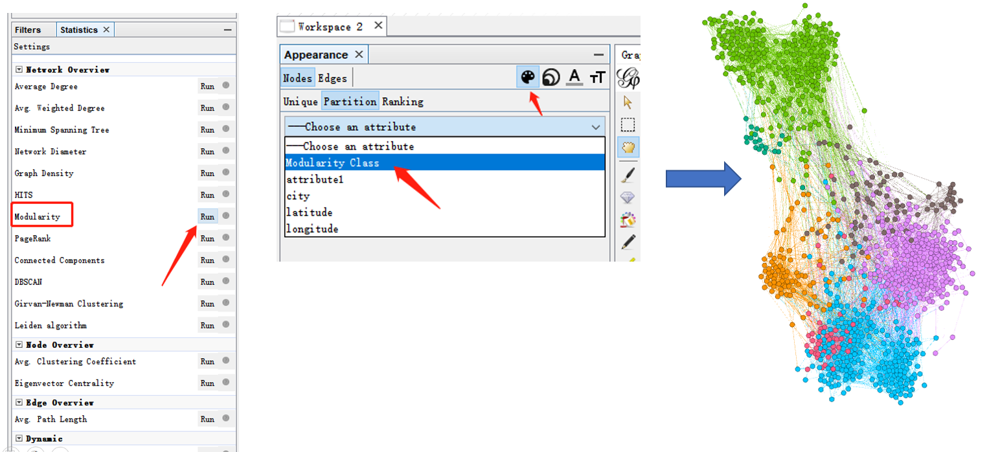 Filters Statistics
Settings
Network Overview
Average Degree Run
Avg. Weighted Degree Run
Minimum Spanning Tree Run
Network Diameter Run
Graph Density Run
HITS Run
Modularity Run
PageRank Run
Connected Components Run
DBSCAN Run
Girvan-Newman Clustering Run
Leiden algorithm Run
Node Overview
Avg. Clustering Coefficient Run
Eigenvector Centrality Run
Edge Overview
Avg. Path Length Run
Dynamic
Workspace 2
Appearance
Gra
Nodes Edges A TT
Unique Partition Ranking
---Choose an attribute
---Choose an attribute
Modularity Class
attribute1
city
latitude
longitude